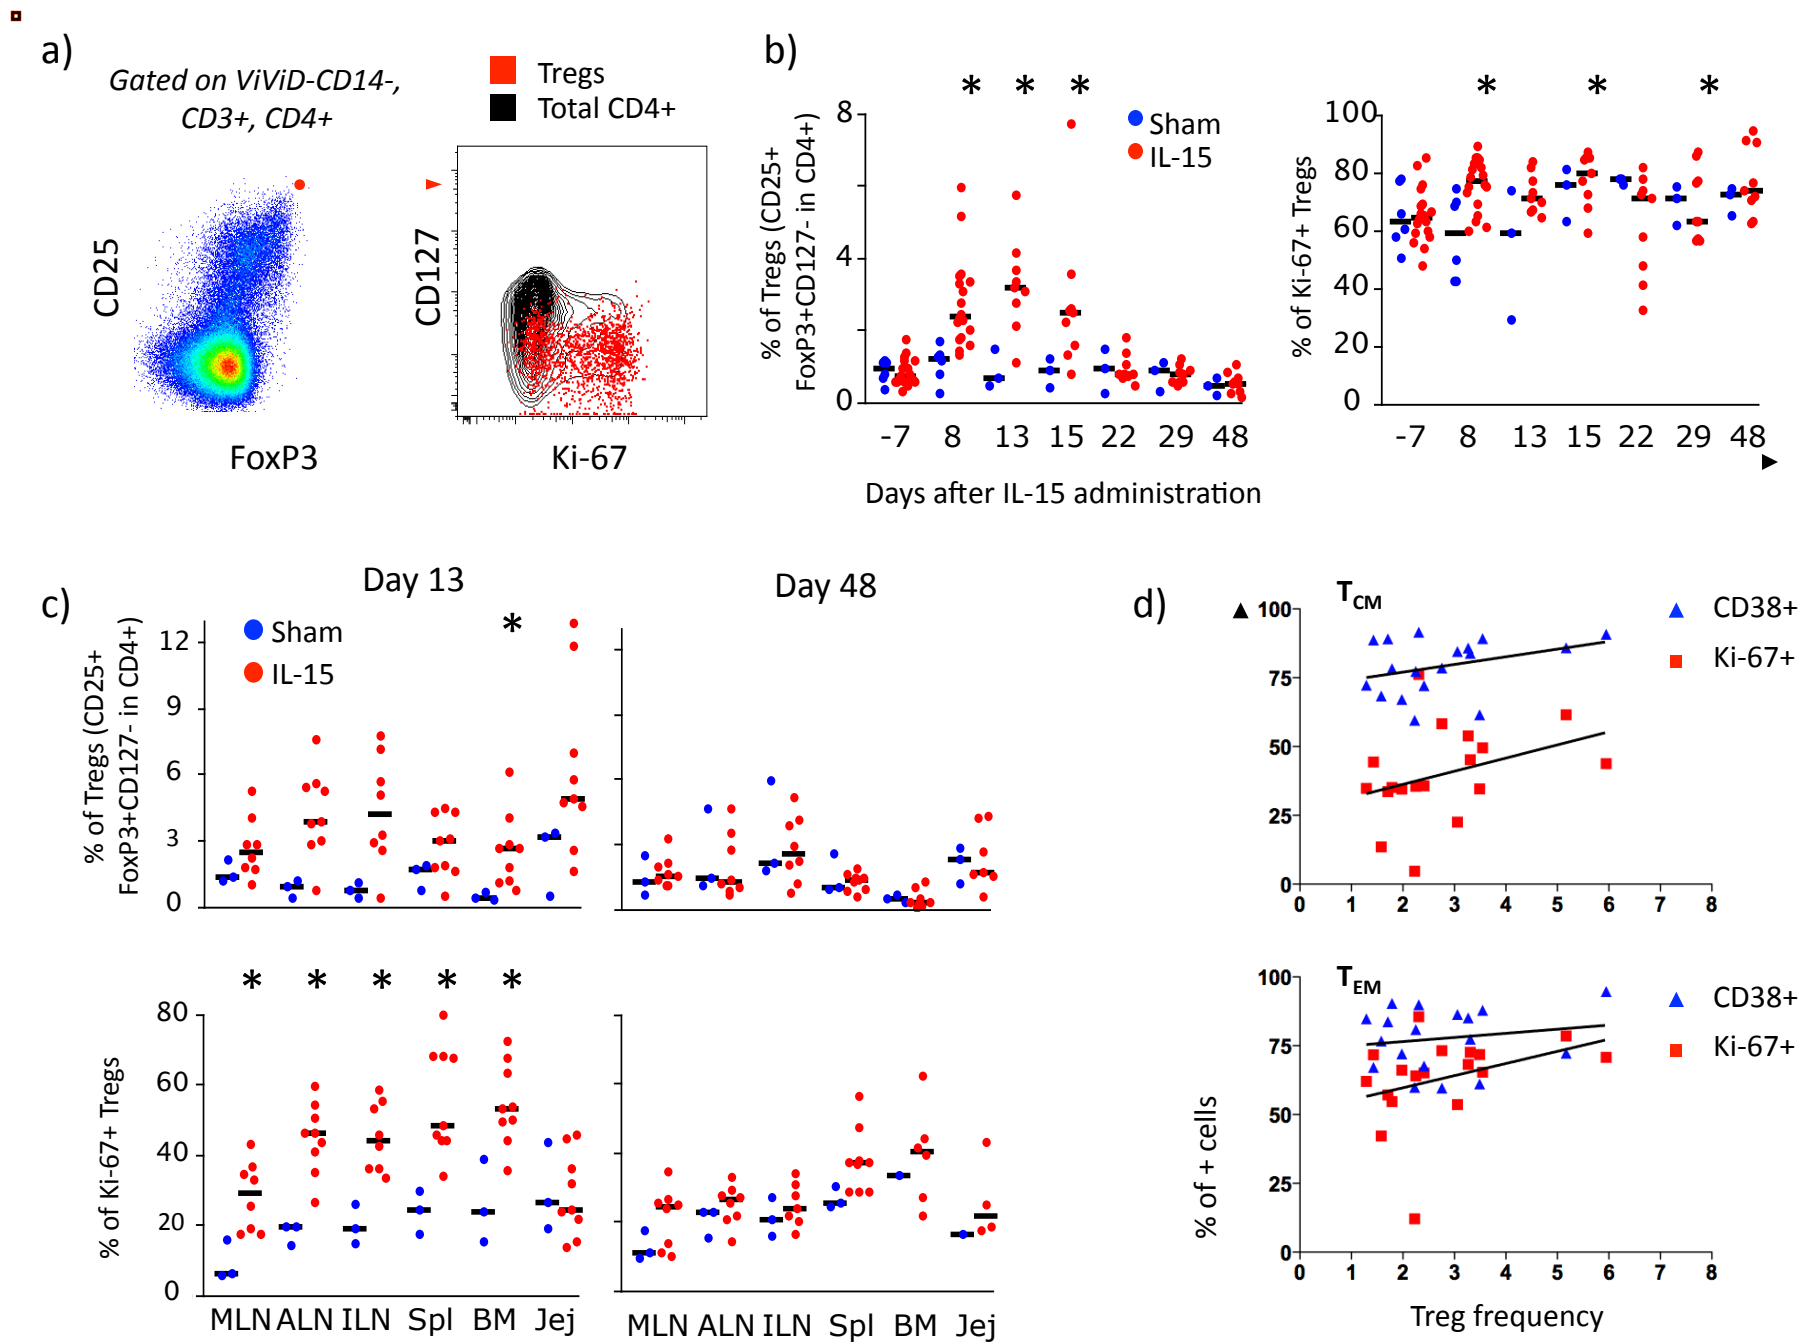 a)
Gated on ViViD-CD14-,
CD3+, CD4+
Tregs
Total CD4+
CD25
FoxP3
CD127
Ki-67
b)
* * *
% of Tregs (CD25+
FoxP3+CD127- in CD4+)
8
4
0
Sham
IL-15
-7 8 13 15 22 29 48
Days after IL-15 administration
* * *
% of Ki-67+ Tregs
100
80
60
40
20
0
-7 8 13 15 22 29 48
c)
Day 13
Day 48
% of Tregs (CD25+
FoxP3+CD127- in CD4+)
12
9
6
3
0
Sham
IL-15
*
% of Ki-67+ Tregs
* * * * *
80
60
40
20
0
MLN ALN ILN Spl BM Jej
MLN ALN ILN Spl BM Jej
d)
TCM
CD38+
Ki-67+
100
75
50
25
0
0 1 2 3 4 5 6 7 8
TEM
CD38+
Ki-67+
% of + cells
100
75
50
25
0
0 1 2 3 4 5 6 7 8
Treg frequency